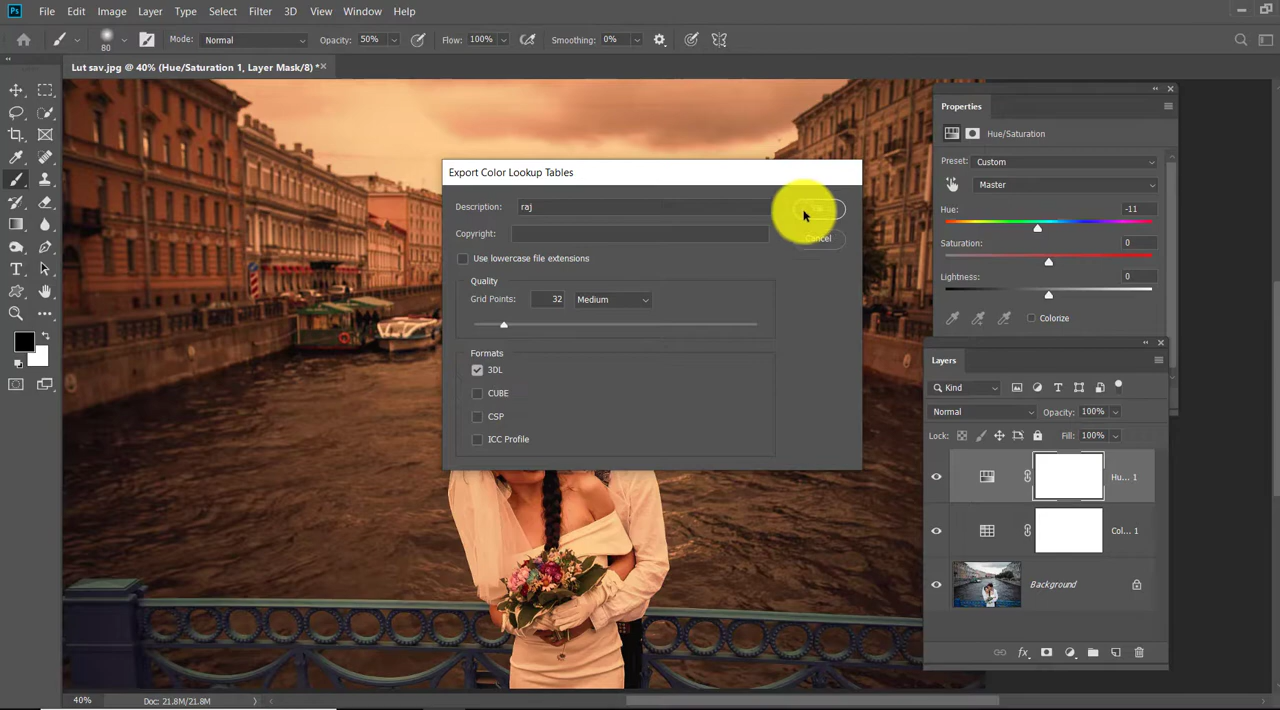 Ps File Edit Image Layer Type Select Filter 3D View Window Help
80 Mode: Normal Opacity: 50% Flow: 100% Smoothing: 0%
Lut sav.jpg @ 40% (Hue/Saturation 1, Layer Mask/8) *
Export Color Lookup Tables
Description: raj
Copyright:
Cancel
Use lowercase file extensions
Quality
Grid Points: 32 Medium
Formats
3DL
CUBE
CSP
ICC Profile
Properties
Hue/Saturation
Preset: Custom
Master
Hue: -11
Saturation: 0
Lightness: 0
Colorize
Layers
Kind
Normal Opacity: 100%
Lock: Fill: 100%
Hu... 1
Col... 1
Background
40% Doc: 21.8M/21.8M